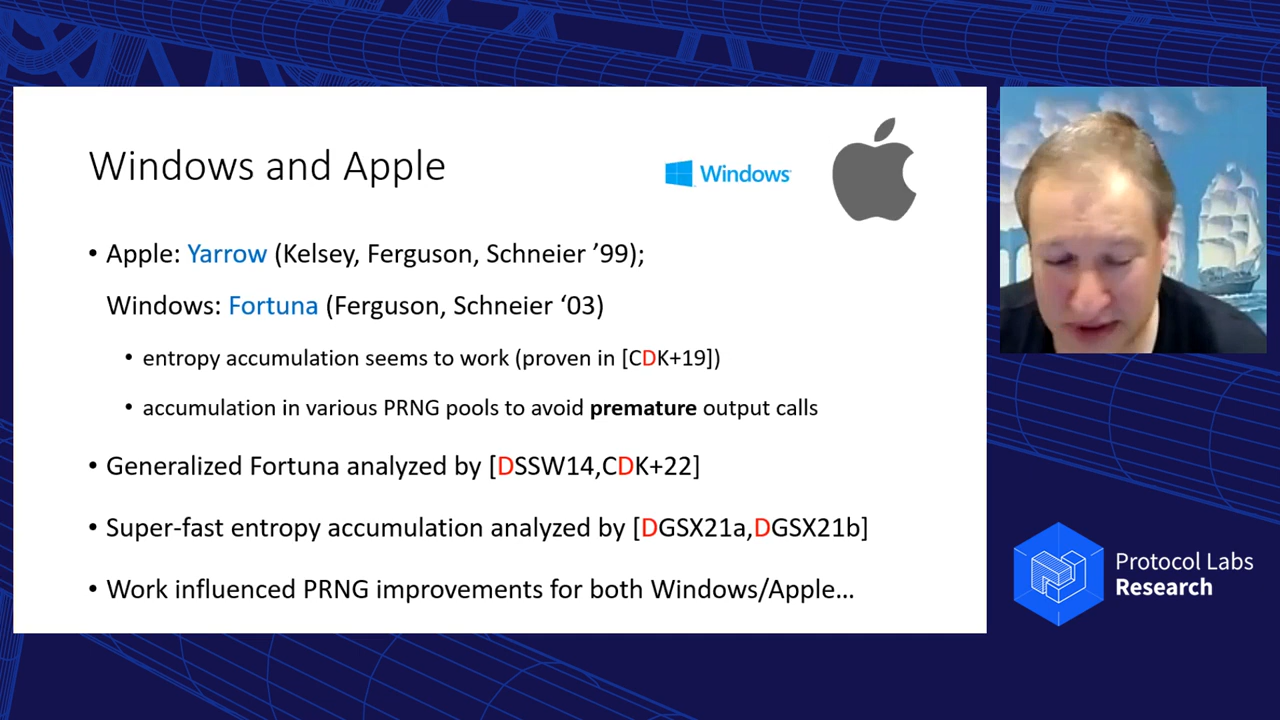 Windows and Apple
Windows
• Apple: Yarrow (Kelsey, Ferguson, Schneier ’99);
Windows: Fortuna (Ferguson, Schneier ‘03)
• entropy accumulation seems to work (proven in [CDK+19])
• accumulation in various PRNG pools to avoid premature output calls
• Generalized Fortuna analyzed by [DSSW14,CDK+22]
• Super-fast entropy accumulation analyzed by [DGSX21a,DGSX21b]
• Work influenced PRNG improvements for both Windows/Apple…
Protocol Labs
Research